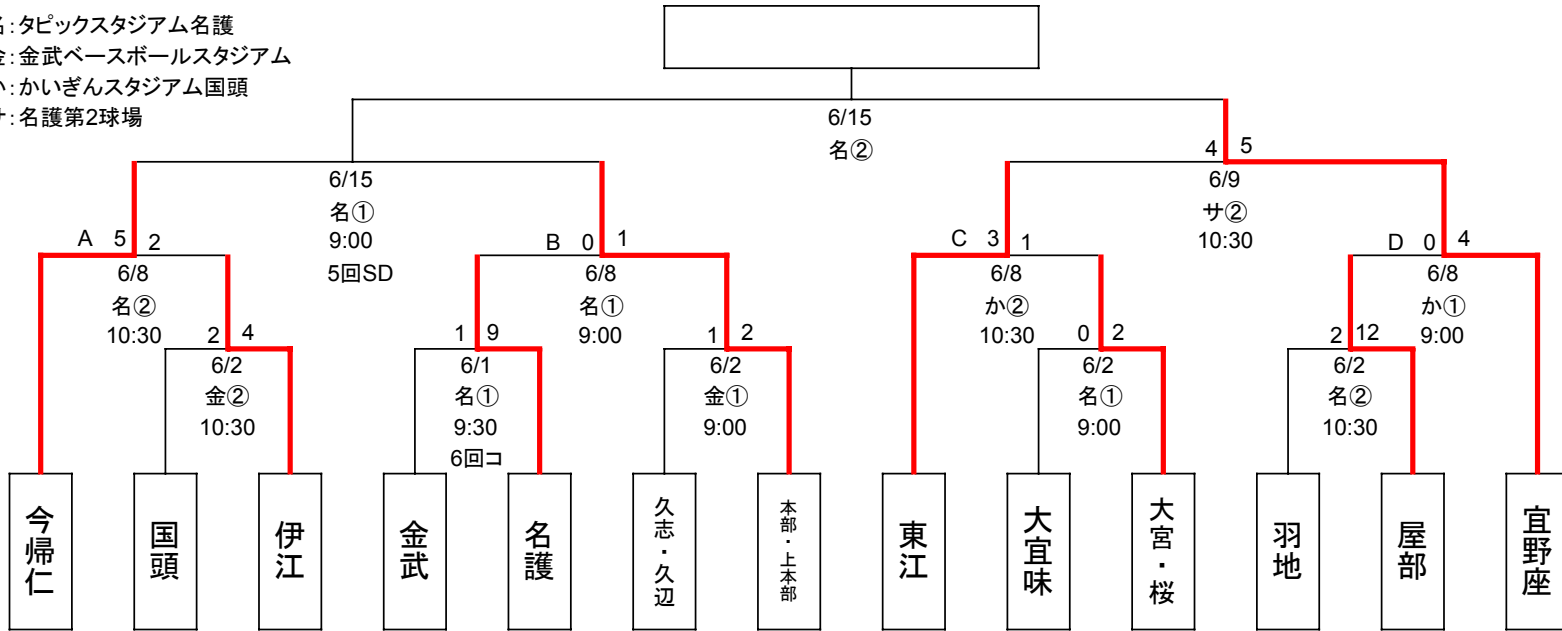 :タピックスタジアム名護
:金武ベースボールスタジアム
:かいぎんスタジアム国頭
:名護第2球場
6/15
名②
4 5
6/15
名①
9:00
5回SD
6/9
サ②
10:30
A 5 2
6/8
名②
10:30
B 0 1
6/8
名①
9:00
C 3 1
6/8
か②
10:30
D 0 4
6/8
か①
9:00
2 4
6/2
金②
10:30
1 9
6/1
名①
9:30
6回コ
1 2
6/2
金①
9:00
0 2
6/2
名①
9:00
2 12
6/2
名②
10:30
今帰仁
国頭
伊江
金武
名護
久志・久辺
本部・上本部
東江
大宜味
大宮・桜
羽地
屋部
宜野座